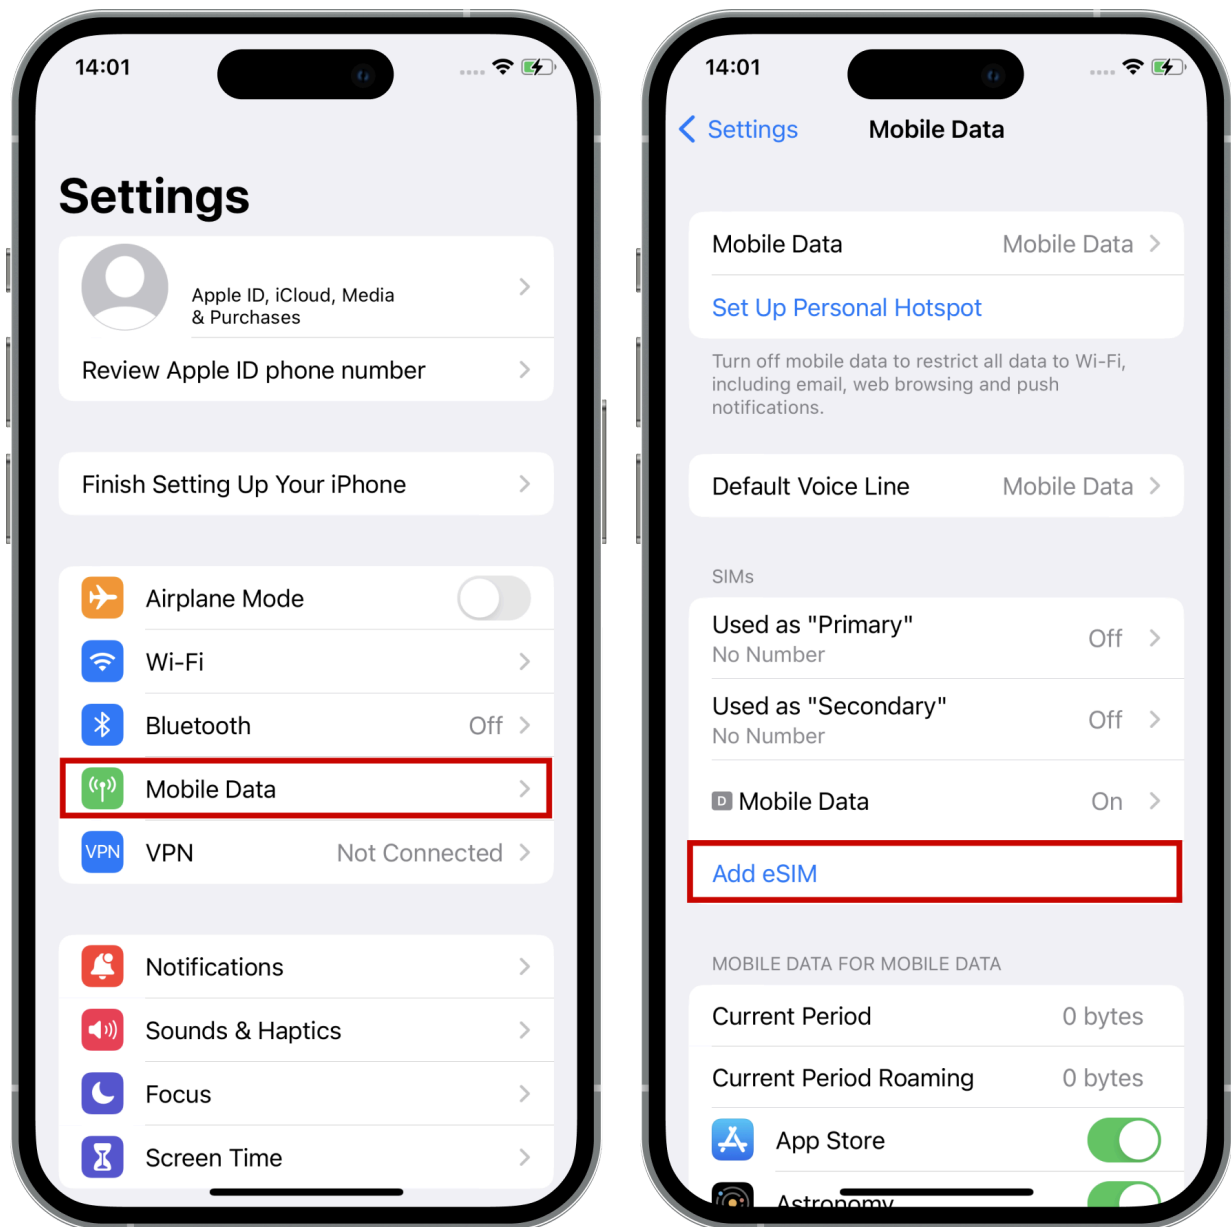 14:01
Settings
Apple ID, iCloud, Media
& Purchases
Review Apple ID phone number
Finish Setting Up Your iPhone
Airplane Mode
Wi-Fi
Bluetooth
Off
Mobile Data
VPN
VPN
Not Connected
Notifications
Sounds & Haptics
Focus
Screen Time
14:01
Settings
Mobile Data
Mobile Data
Mobile Data
Set Up Personal Hotspot
Turn off mobile data to restrict all data to Wi-Fi,
including email, web browsing and push
notifications.
Default Voice Line
Mobile Data
SIMs
Used as "Primary"
Off
No Number
Used as "Secondary"
Off
No Number
D Mobile Data
On
Add eSIM
MOBILE DATA FOR MOBILE DATA
Current Period
0 bytes
Current Period Roaming
0 bytes
App Store
Astronomy